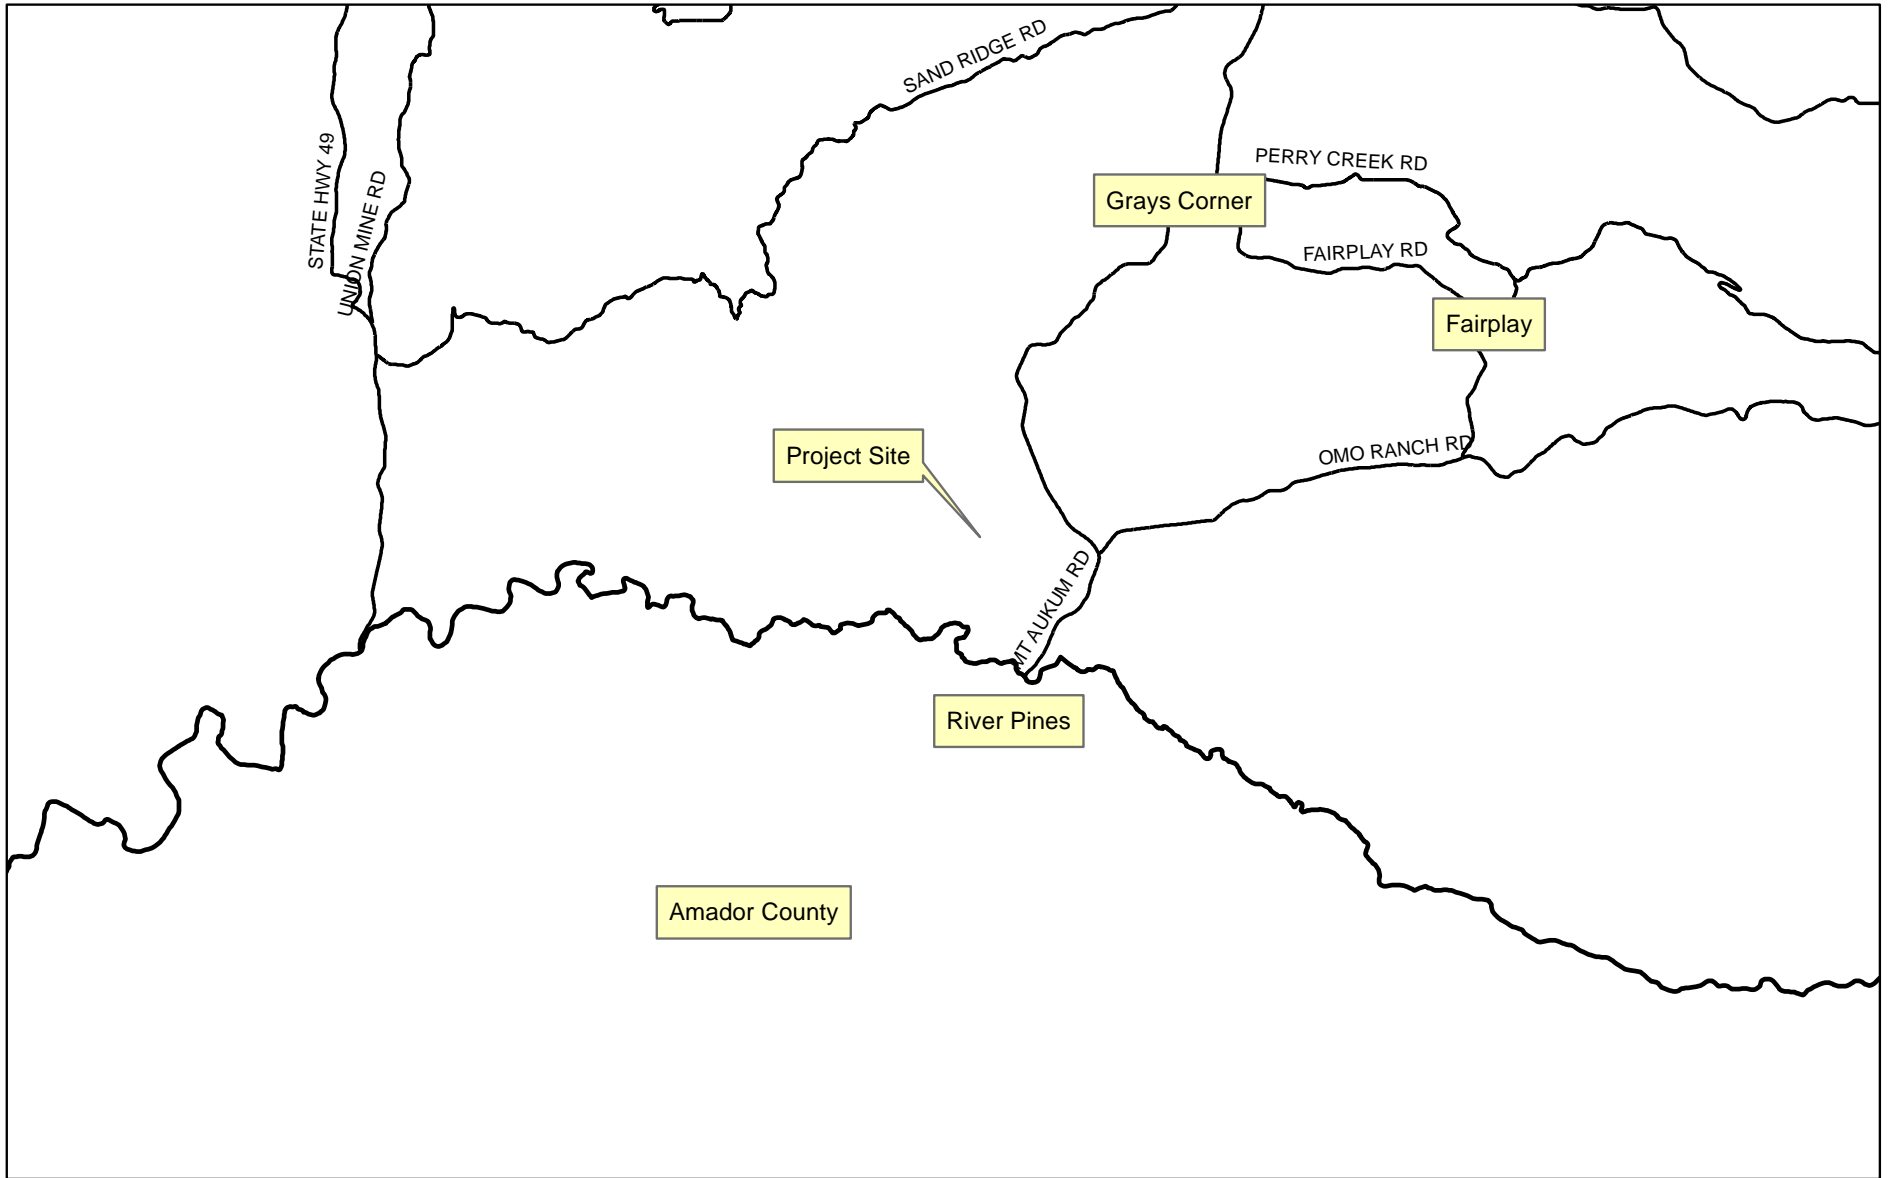 SAND RIDGE RD
STATE HWY 49
UNION MINE RD
PERRY CREEK RD
Grays Corner
FAIRPLAY RD
Fairplay
Project Site
OMO RANCH RD
MT AUKUM RD
River Pines
Amador County